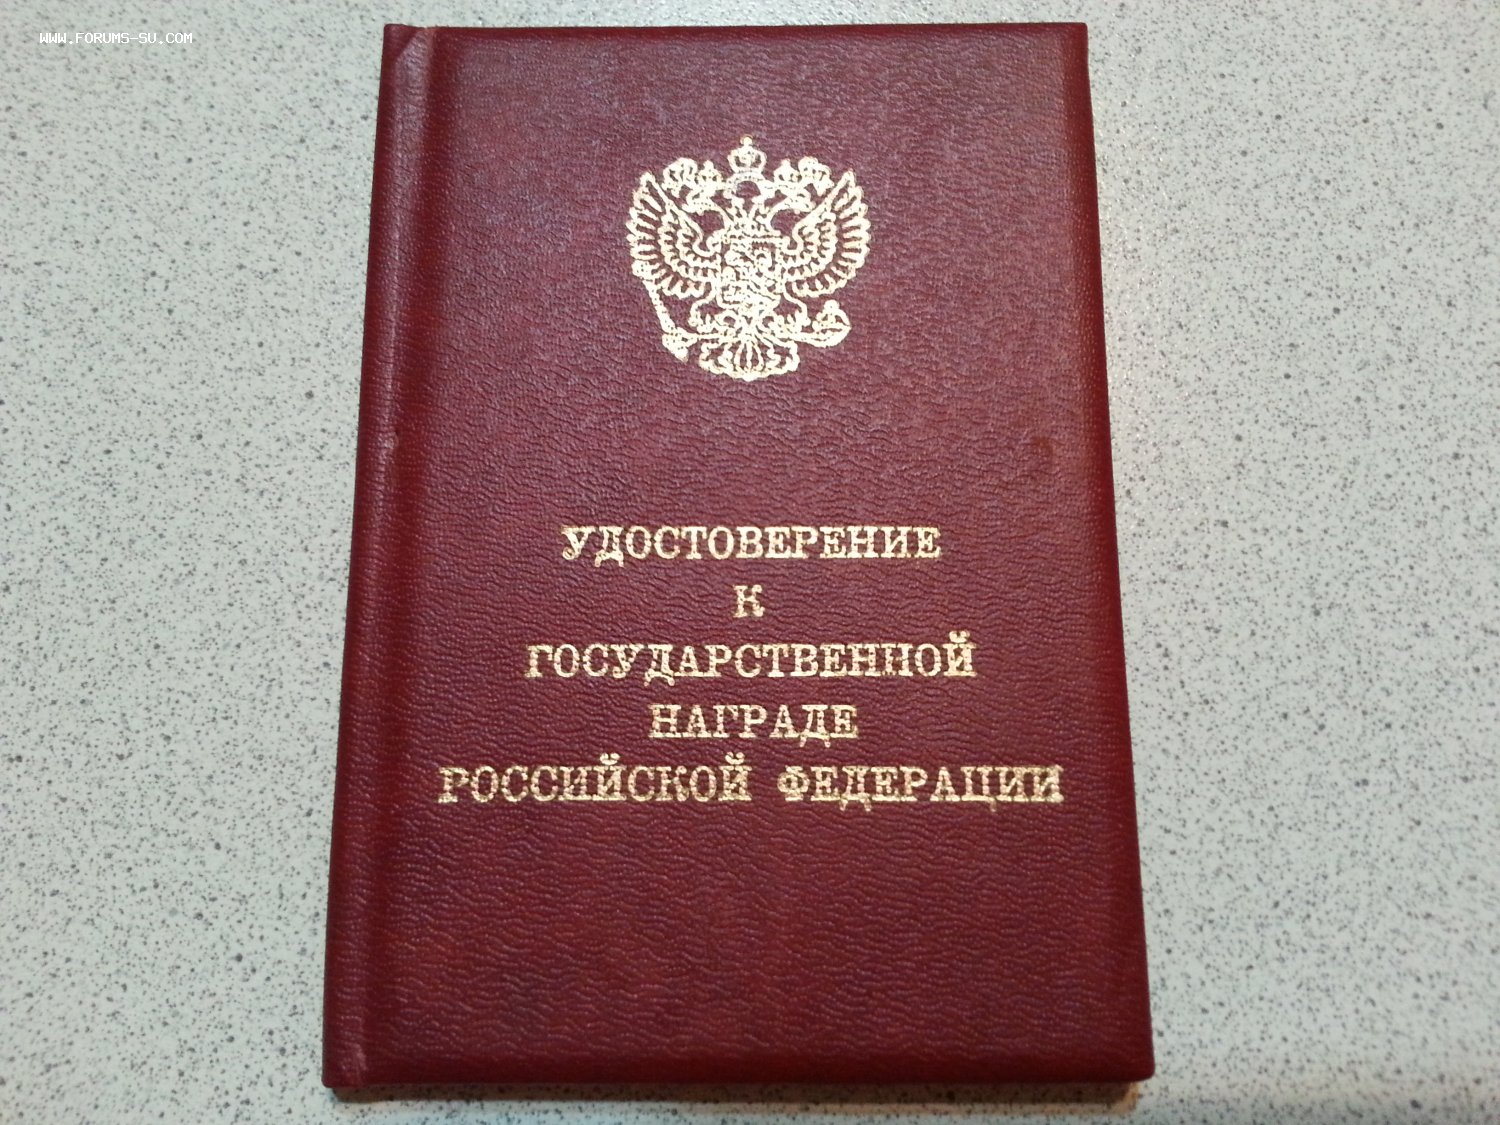 WWW.FORUMS-SU.COM
УДОСТОВЕРЕНИЕ
К
ГОСУДАРСТВЕННОЙ
НАГРАДЕ
РОССИЙСКОЙ ФЕДЕРАЦИИ